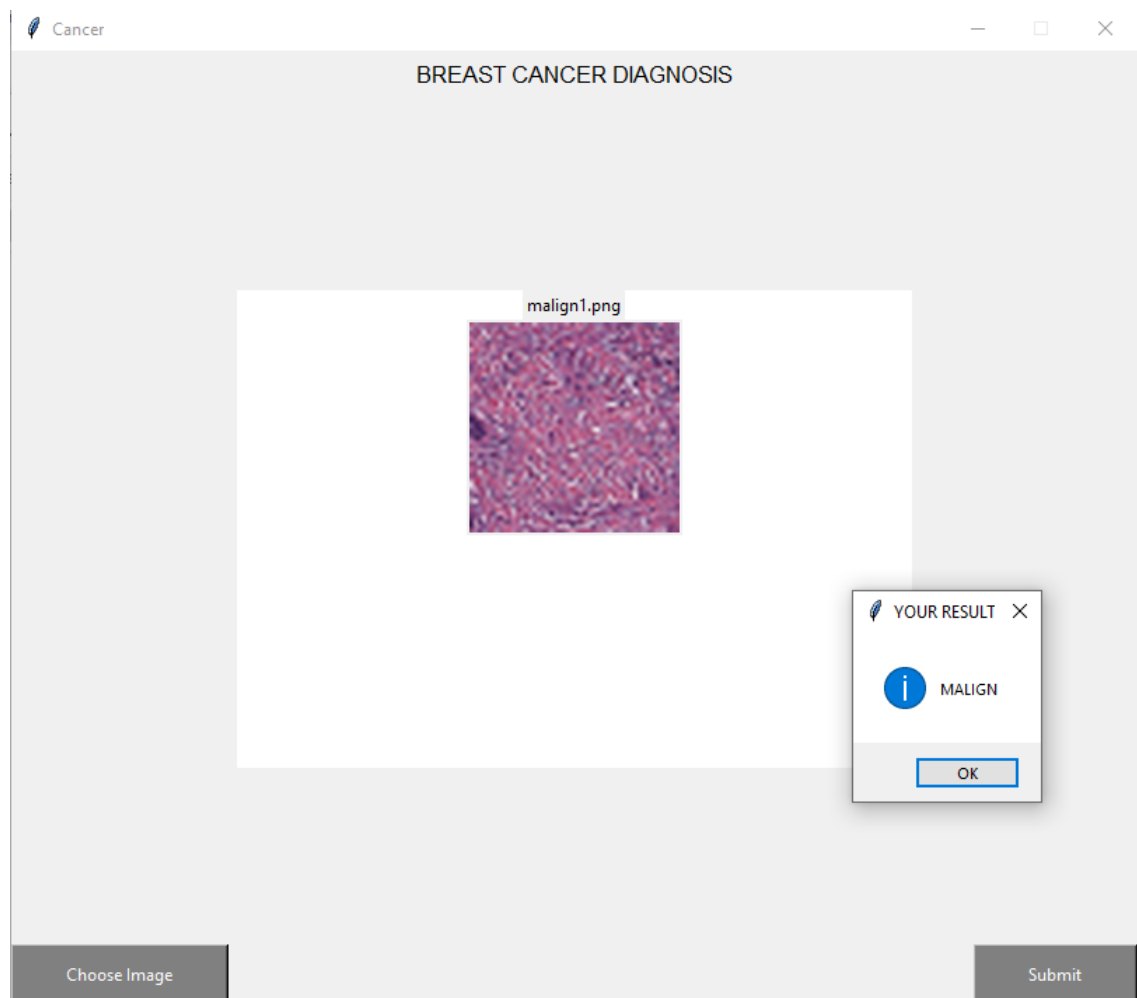 Cancer
BREAST CANCER DIAGNOSIS
malign1.png
YOUR RESULT
MALIGN
OK
Choose Image
Submit